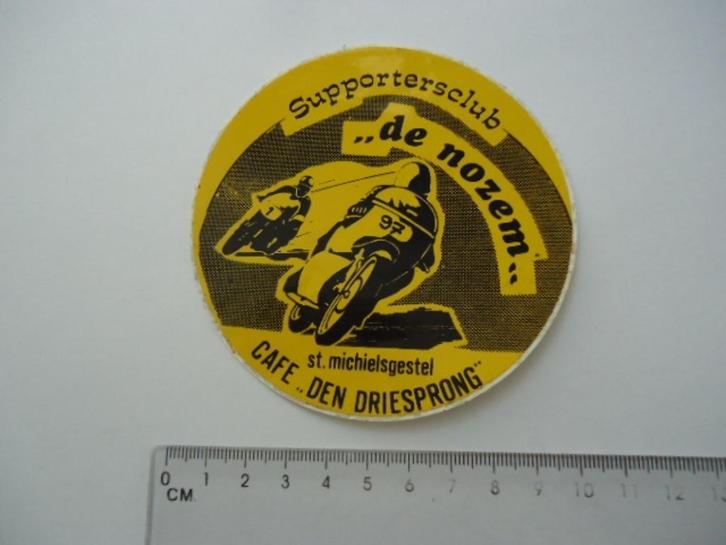 Supportersclub
„de nozem„
97
st. michielsgestel
CAFE „DEN DRIESPRONG"
0 1 2 3 4 5 6 7 8 9 10 11 12 13
CM